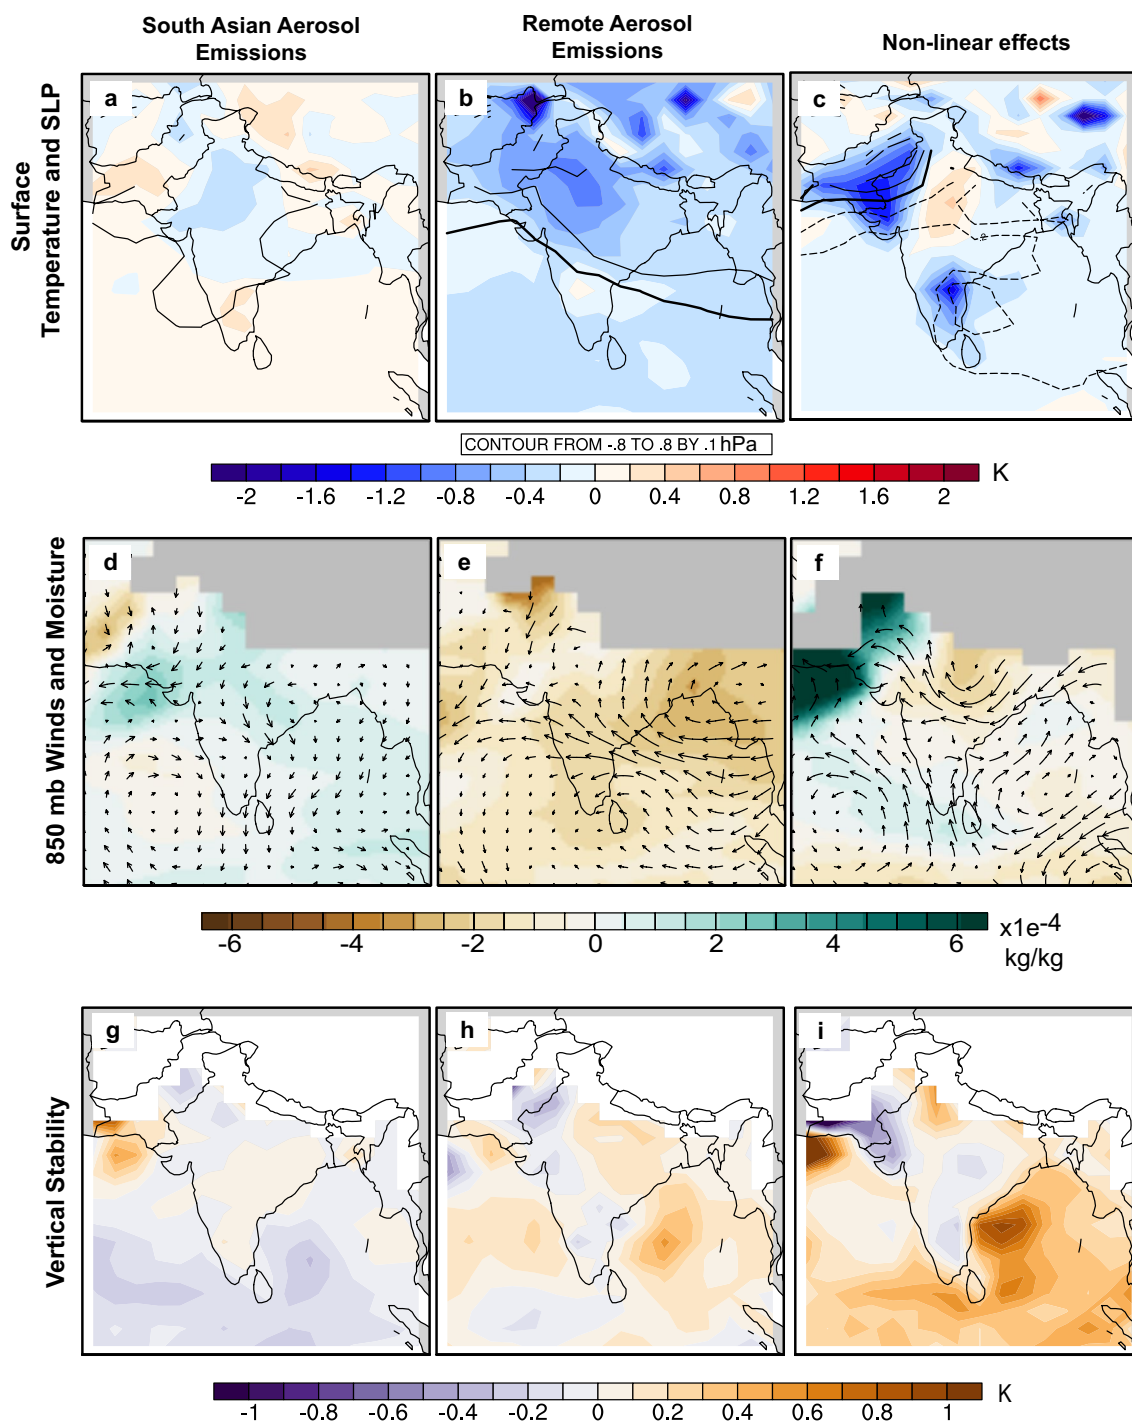 South Asian Aerosol
Emissions
Remote Aerosol
Emissions
Non-linear effects
Surface
Temperature and SLP
a
b
c
CONTOUR FROM -.8 TO .8 BY .1 hPa
-2 -1.6 -1.2 -0.8 -0.4 0 0.4 0.8 1.2 1.6 2 K
850 mb Winds and Moisture
d
e
f
-6 -4 -2 0 2 4 6 x1e-4
kg/kg
Vertical Stability
g
h
i
-1 -0.8 -0.6 -0.4 -0.2 0 0.2 0.4 0.6 0.8 1 K